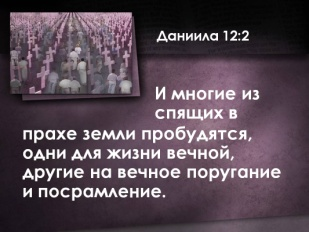 Даниила 12:2
И многие из
спящих в
прахе земли пробудятся,
одни для жизни вечной,
другие на вечное поругание
и посрамление.